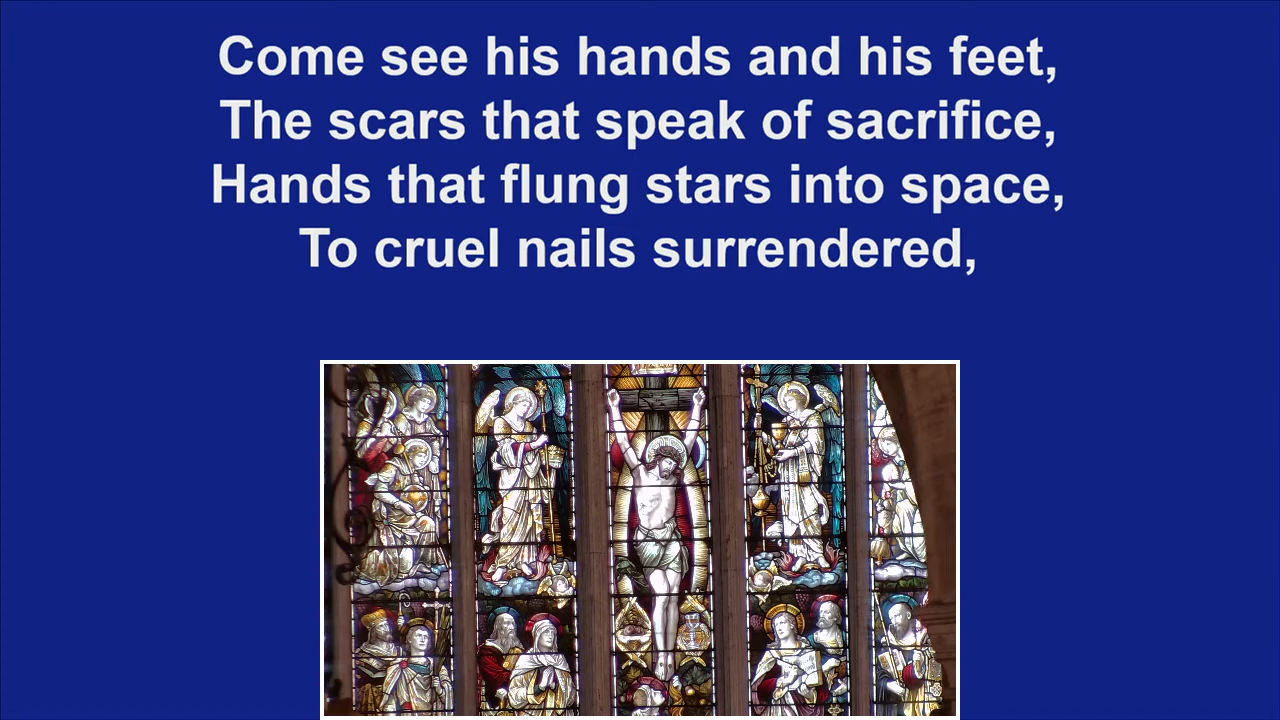 Come see his hands and his feet,
The scars that speak of sacrifice,
Hands that flung stars into space,
To cruel nails surrendered,